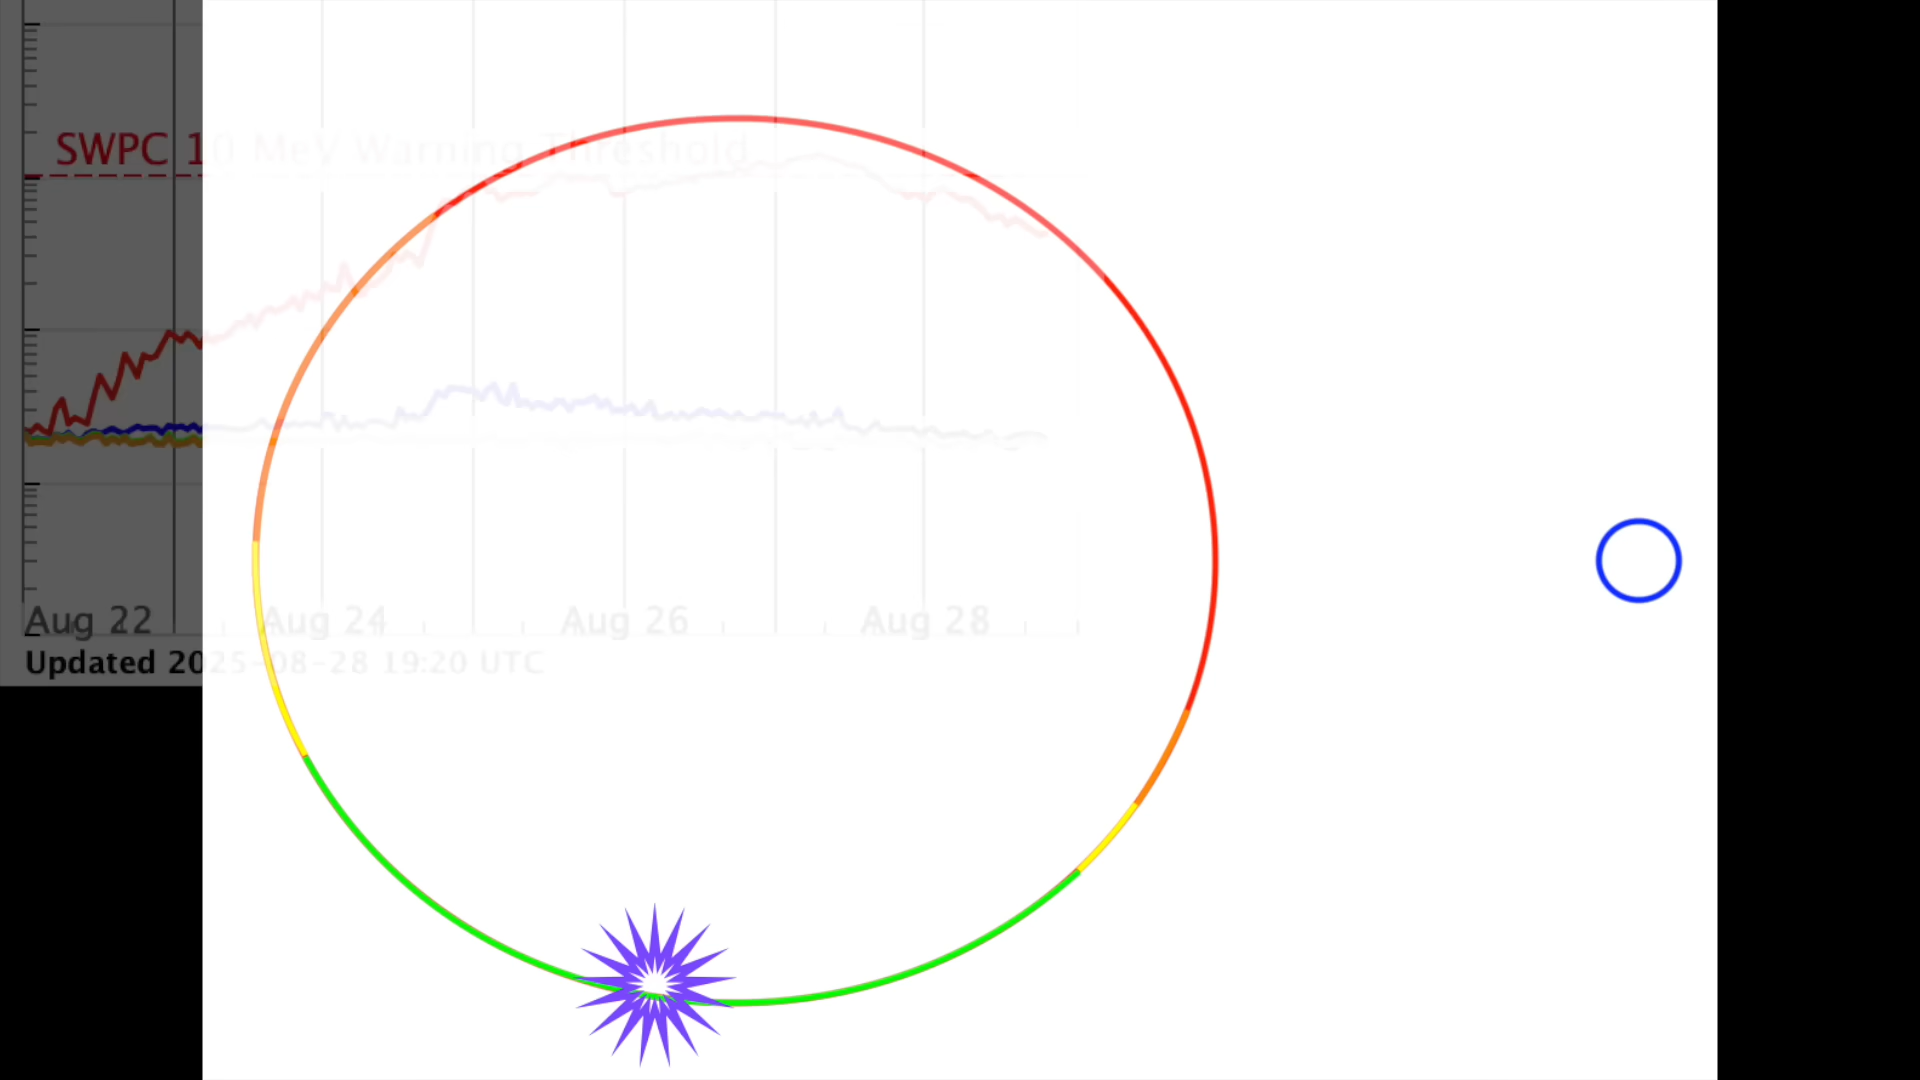 SWPC 10 MeV Warning Threshold
Aug 22 Aug 24 Aug 26 Aug 28
Updated 2025-08-28 19:20 UTC